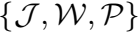 {𝒥, 𝒲, 𝒫}